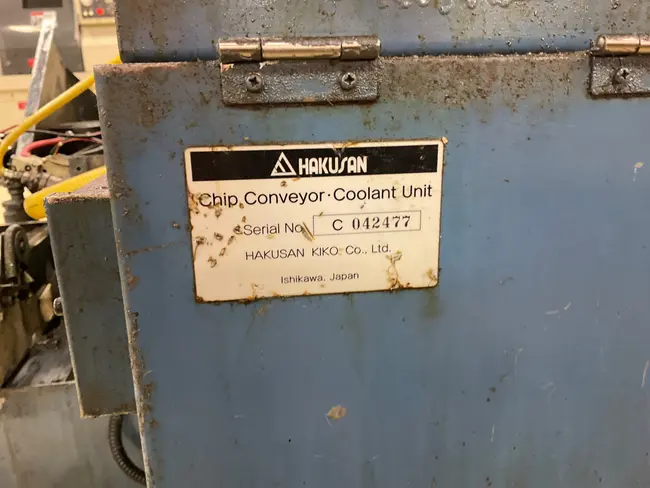 HAKUSAN
Chip Conveyor·Coolant Unit
Serial No. C 042477
HAKUSAN KIKO Co., Ltd.
Ishikawa, Japan